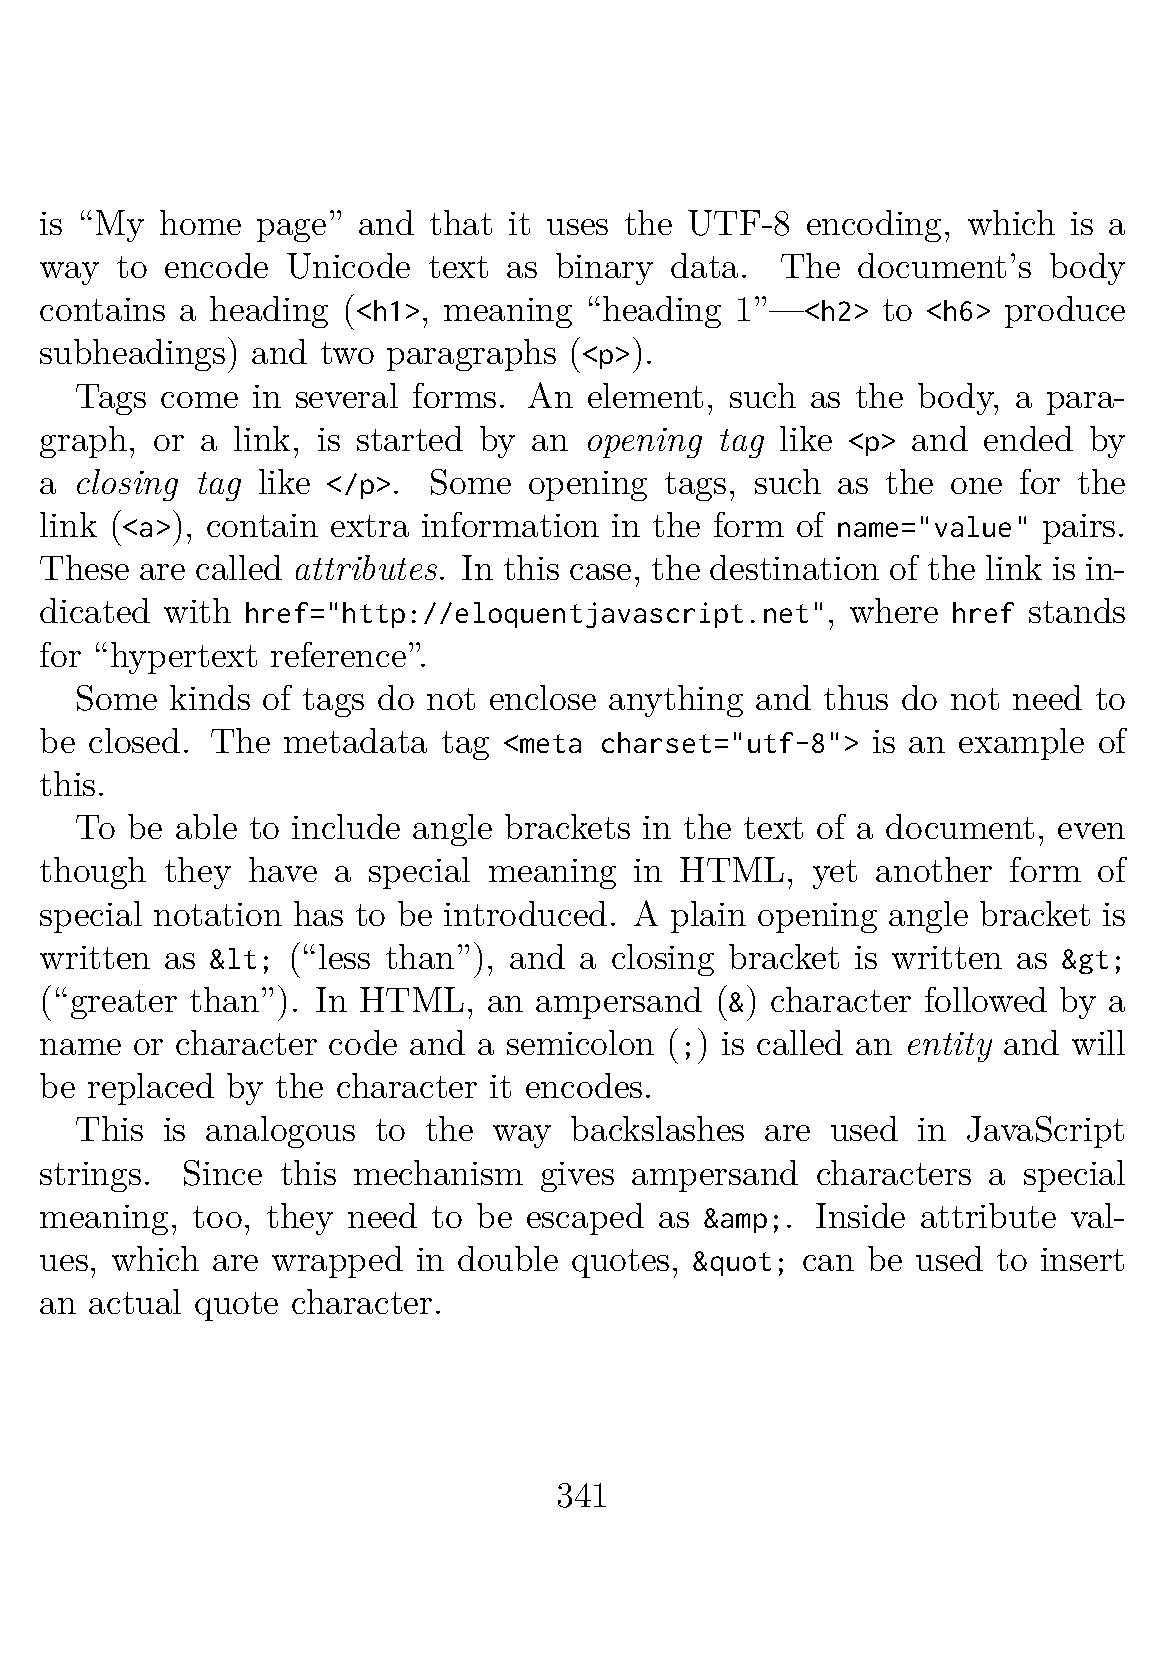 is “My home page” and that it uses the UTF-8 encoding, which is a
way to encode Unicode text as binary data. The document’s body
contains a heading (<h1>, meaning “heading 1”—<h2> to <h6> produce
subheadings) and two paragraphs (<p>).
Tags come in several forms. An element, such as the body, a para-
graph, or a link, is started by an opening tag like <p> and ended by
a closing tag like </p>. Some opening tags, such as the one for the
link (<a>), contain extra information in the form of name="value" pairs.
These are called attributes. In this case, the destination of the link is in-
dicated with href="http://eloquentjavascript.net", where href stands
for “hypertext reference”.
Some kinds of tags do not enclose anything and thus do not need to
be closed. The metadata tag <meta charset="utf-8"> is an example of
this.
To be able to include angle brackets in the text of a document, even
though they have a special meaning in HTML, yet another form of
special notation has to be introduced. A plain opening angle bracket is
written as &lt; (“less than”), and a closing bracket is written as &gt;
(“greater than”). In HTML, an ampersand (&) character followed by a
name or character code and a semicolon (;) is called an entity and will
be replaced by the character it encodes.
This is analogous to the way backslashes are used in JavaScript
strings. Since this mechanism gives ampersand characters a special
meaning, too, they need to be escaped as &amp;. Inside attribute val-
ues, which are wrapped in double quotes, &quot; can be used to insert
an actual quote character.
341